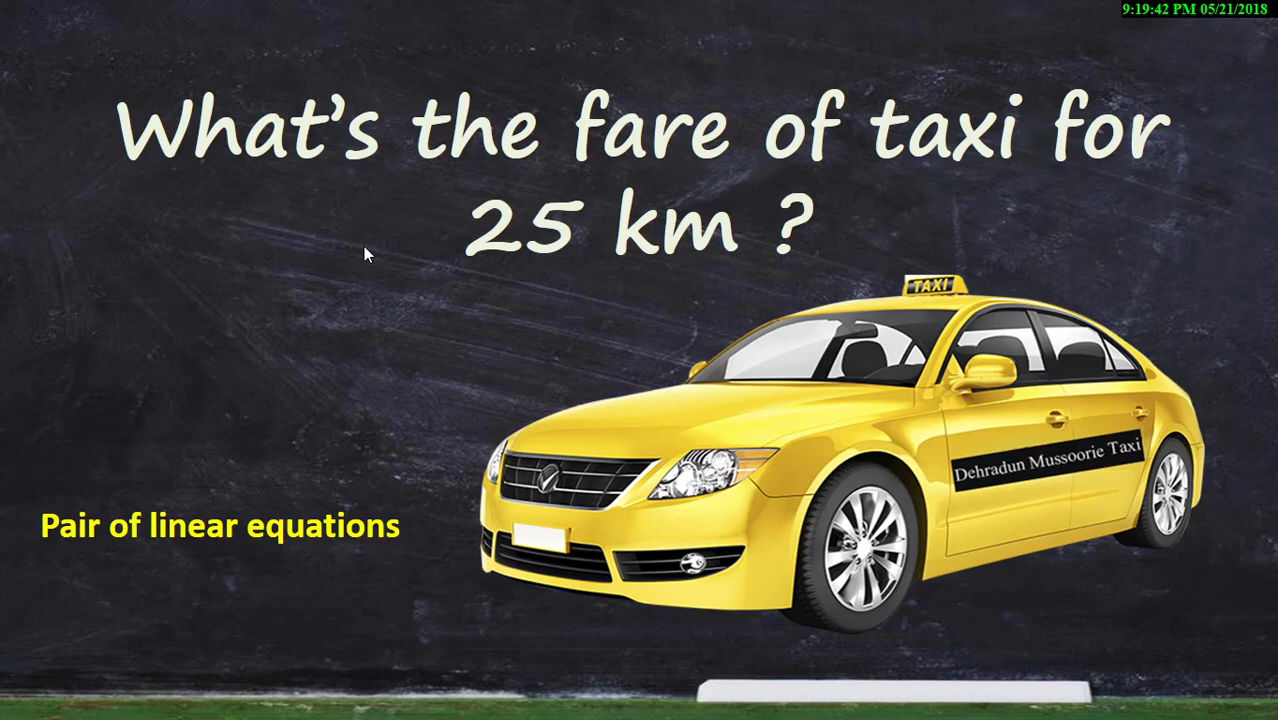 9:19:42 PM 05/21/2018
What's the fare of taxi for
25 km ?
TAXI
Dehradun Mussoorie Taxi
Pair of linear equations